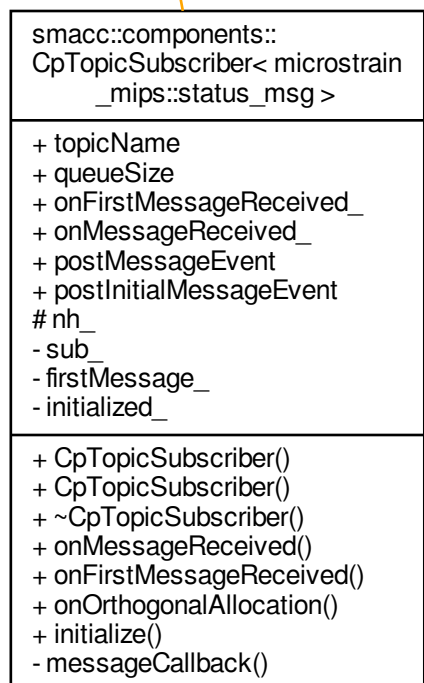 smacc::components::
CpTopicSubscriber< microstrain
_mips::status_msg >
+ topicName
+ queueSize
+ onFirstMessageReceived_
+ onMessageReceived_
+ postMessageEvent
+ postInitialMessageEvent
# nh_
- sub_
- firstMessage_
- initialized_
+ CpTopicSubscriber()
+ CpTopicSubscriber()
+ ~CpTopicSubscriber()
+ onMessageReceived()
+ onFirstMessageReceived()
+ onOrthogonalAllocation()
+ initialize()
- messageCallback()